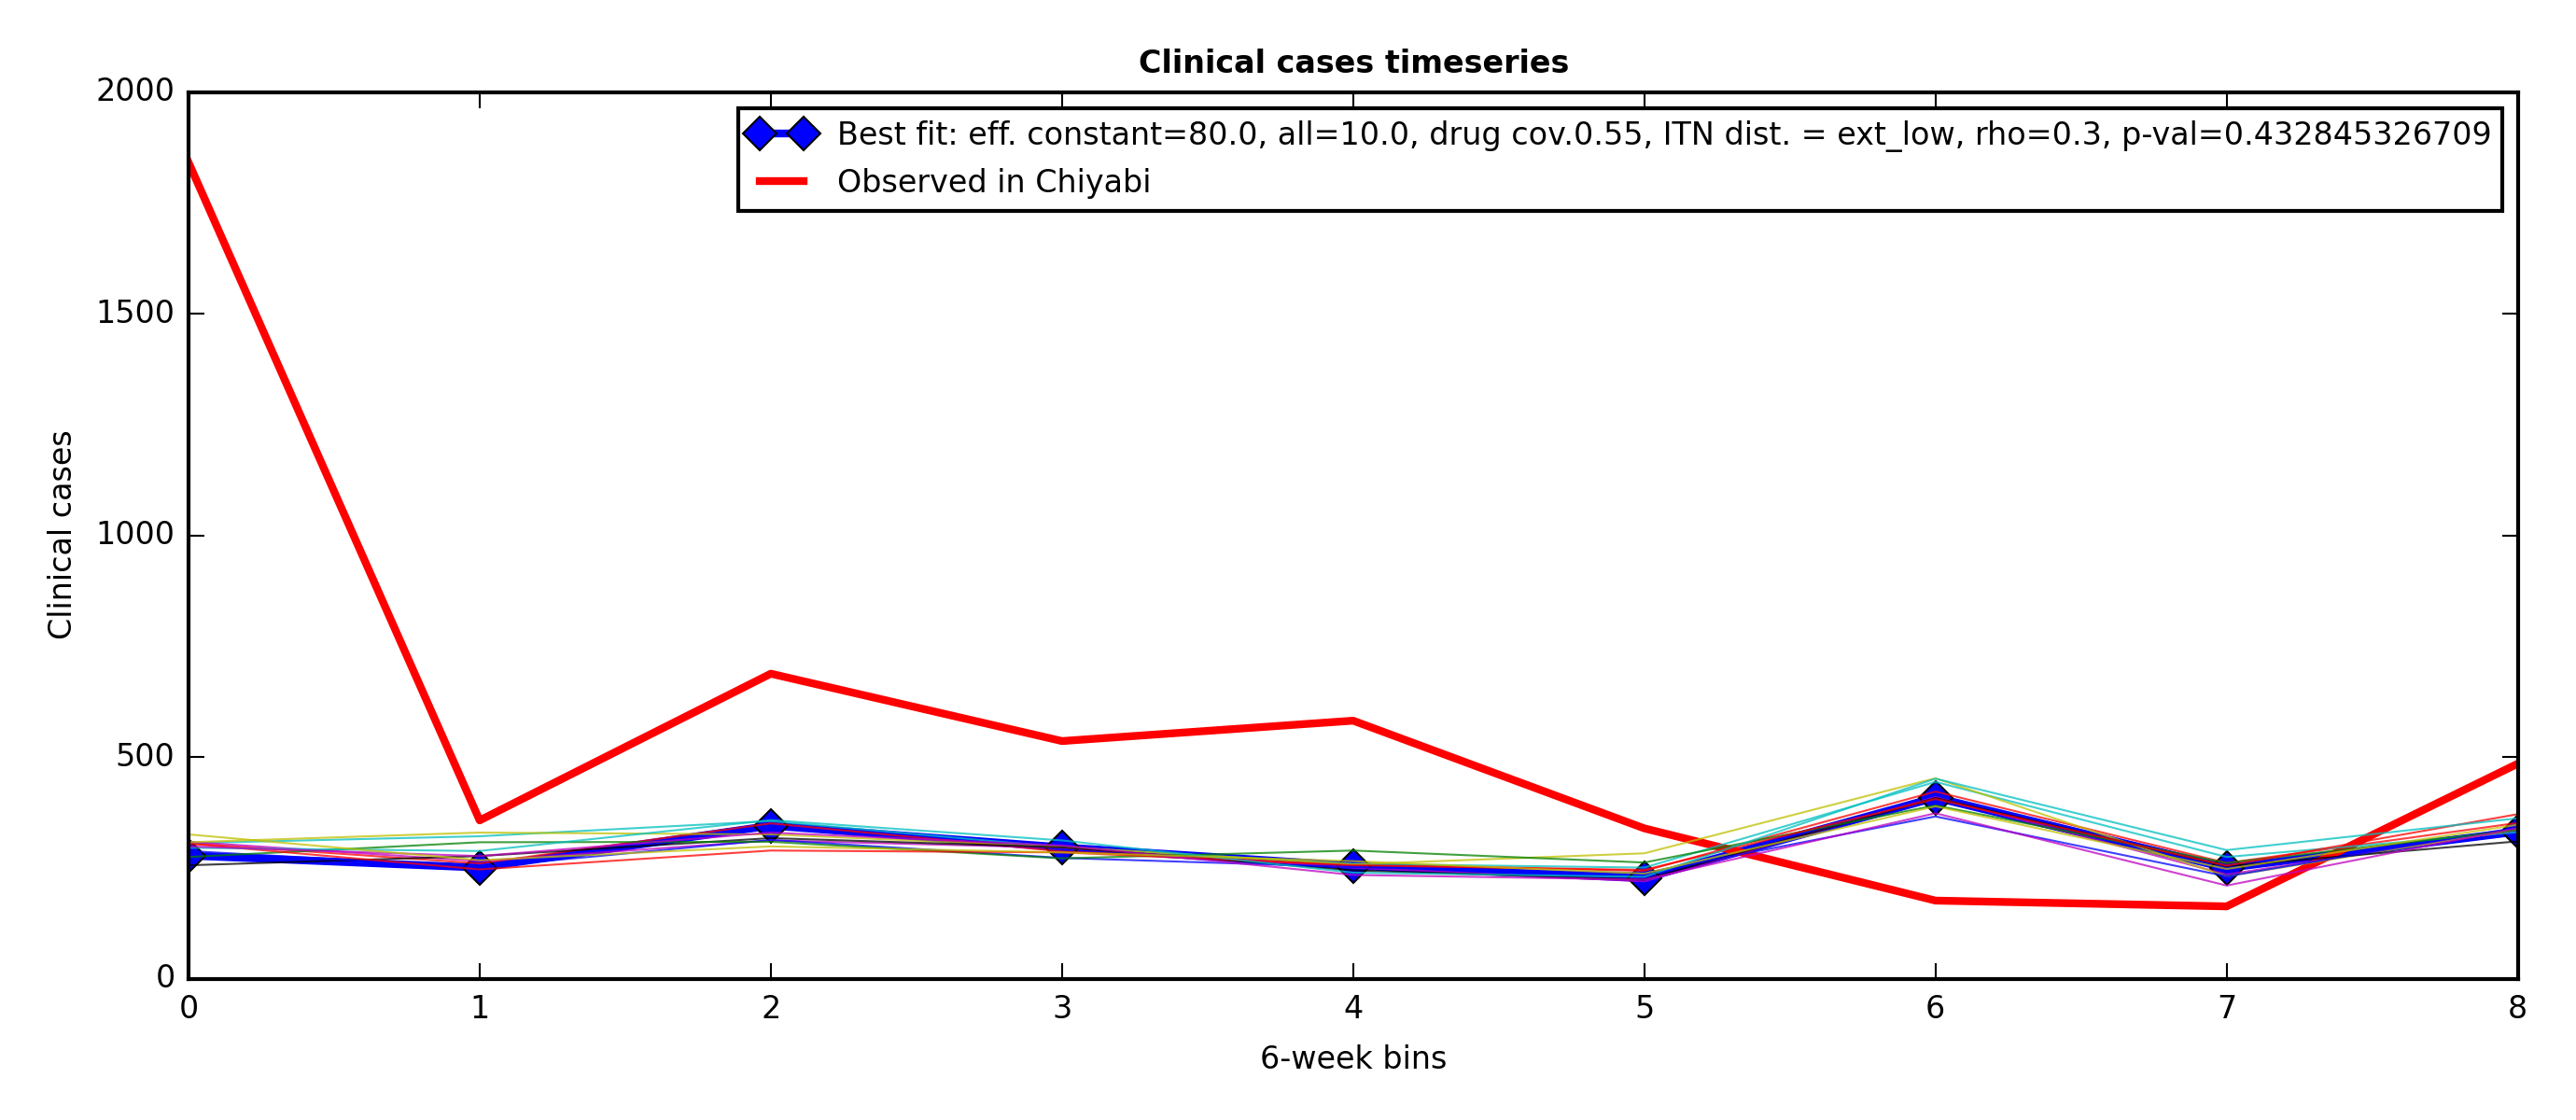 Clinical cases timeseries
2000
1500
1000
500
0
Clinical cases
Best fit: eff. constant=80.0, all=10.0, drug cov.0.55, ITN dist. = ext_low, rho=0.3, p-val=0.432845326709
Observed in Chiyabi
0 1 2 3 4 5 6 7 8
6-week bins